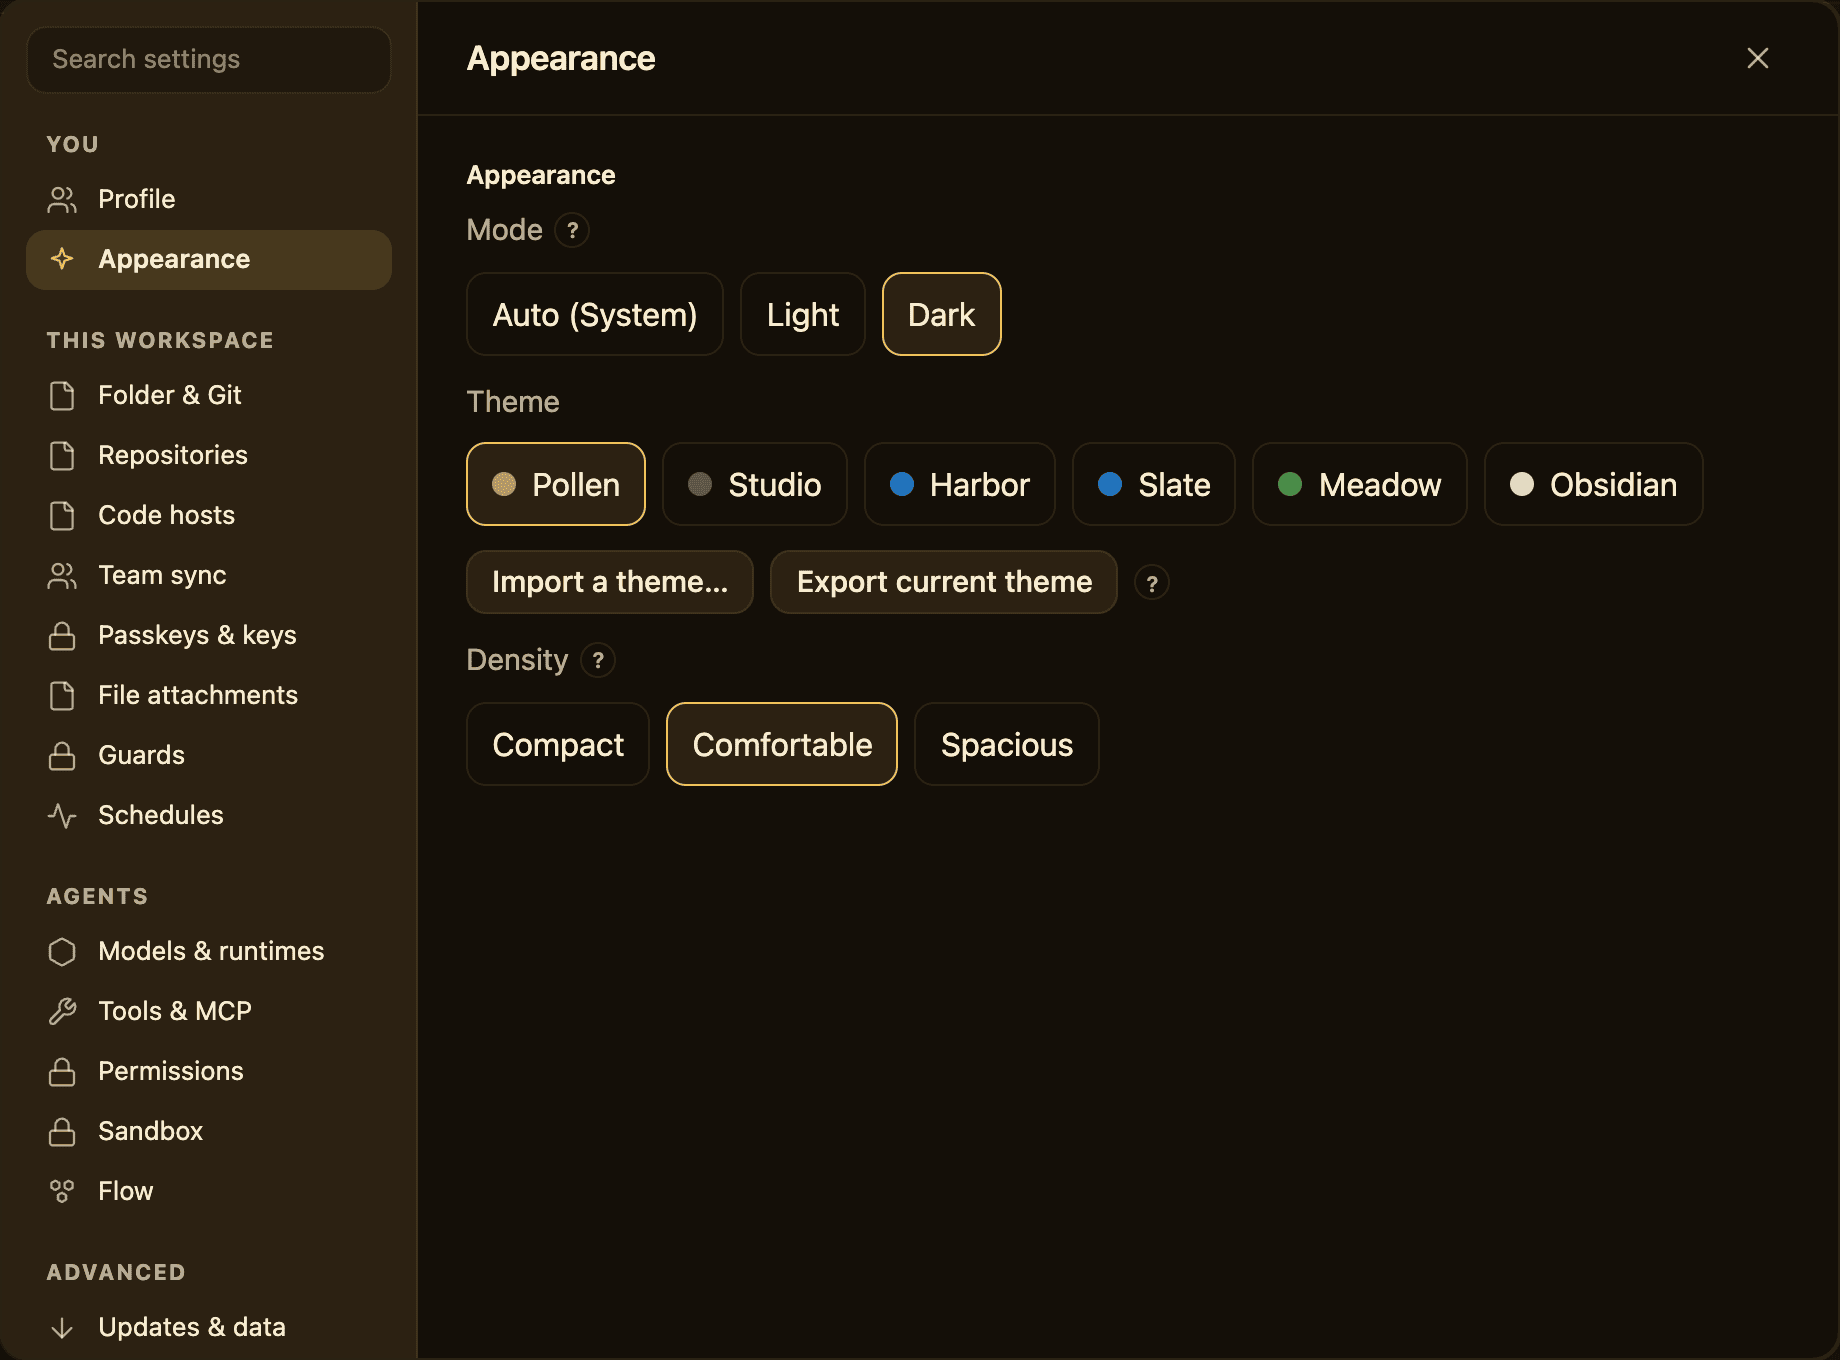 Search settings
YOU
Profile
Appearance
THIS WORKSPACE
Folder & Git
Repositories
Code hosts
Team sync
Passkeys & keys
File attachments
Guards
Schedules
AGENTS
Models & runtimes
Tools & MCP
Permissions
Sandbox
Flow
ADVANCED
Updates & data
Appearance
Appearance
Mode ?
Auto (System) Light Dark
Theme
Pollen Studio Harbor Slate Meadow Obsidian
Import a theme... Export current theme ?
Density ?
Compact Comfortable Spacious